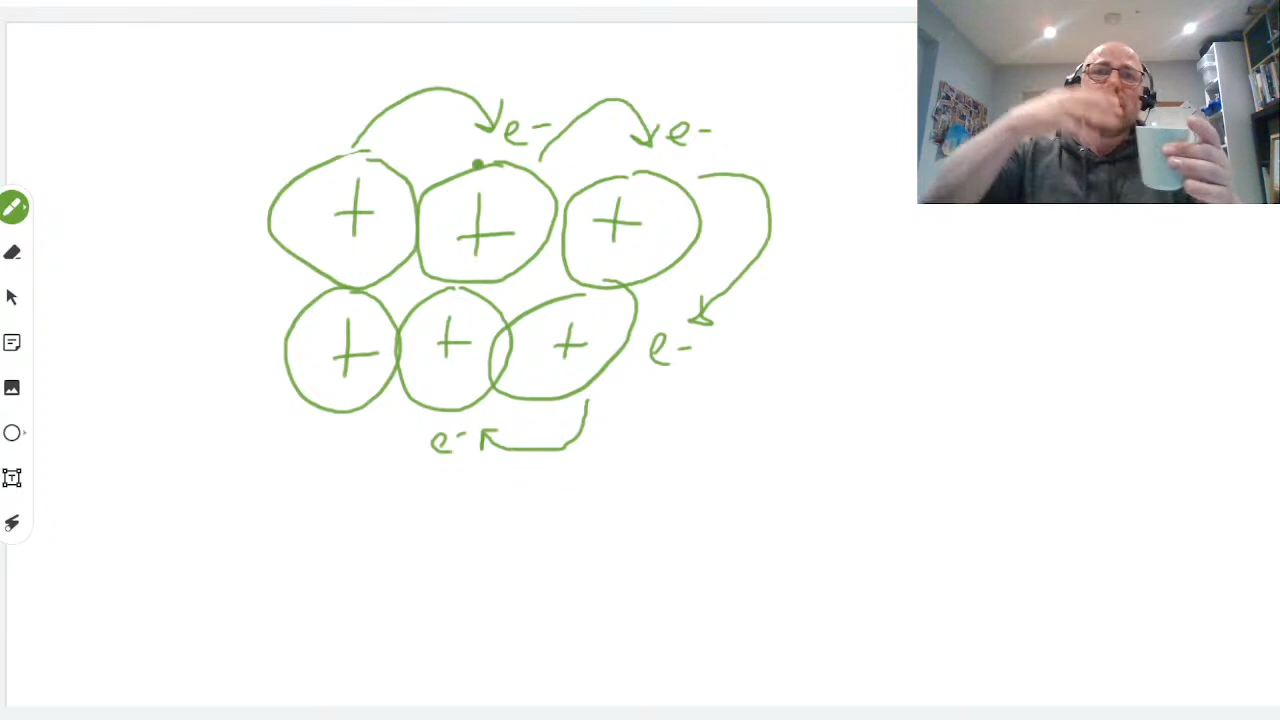 e- e-
+ + +
+ + +
e-
e-